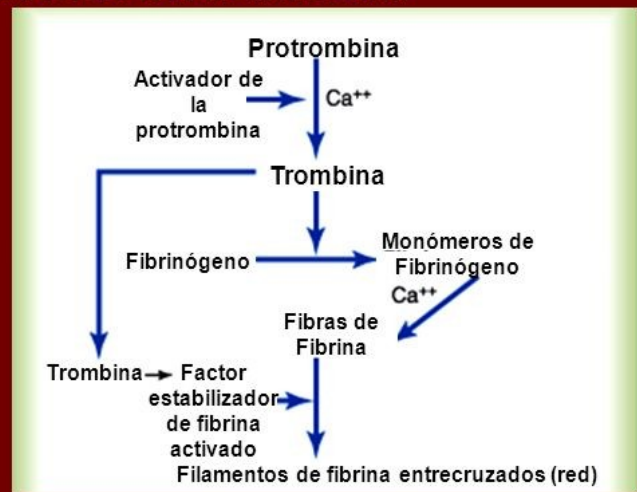 Protrombina
Activador de
la
protrombina
Ca++
Trombina
Fibrinógeno
Monómeros de
Fibrinógeno
Ca++
Fibras de
Fibrina
Trombina → Factor
estabilizador
de fibrina
activado
Filamentos de fibrina entrecruzados (red)